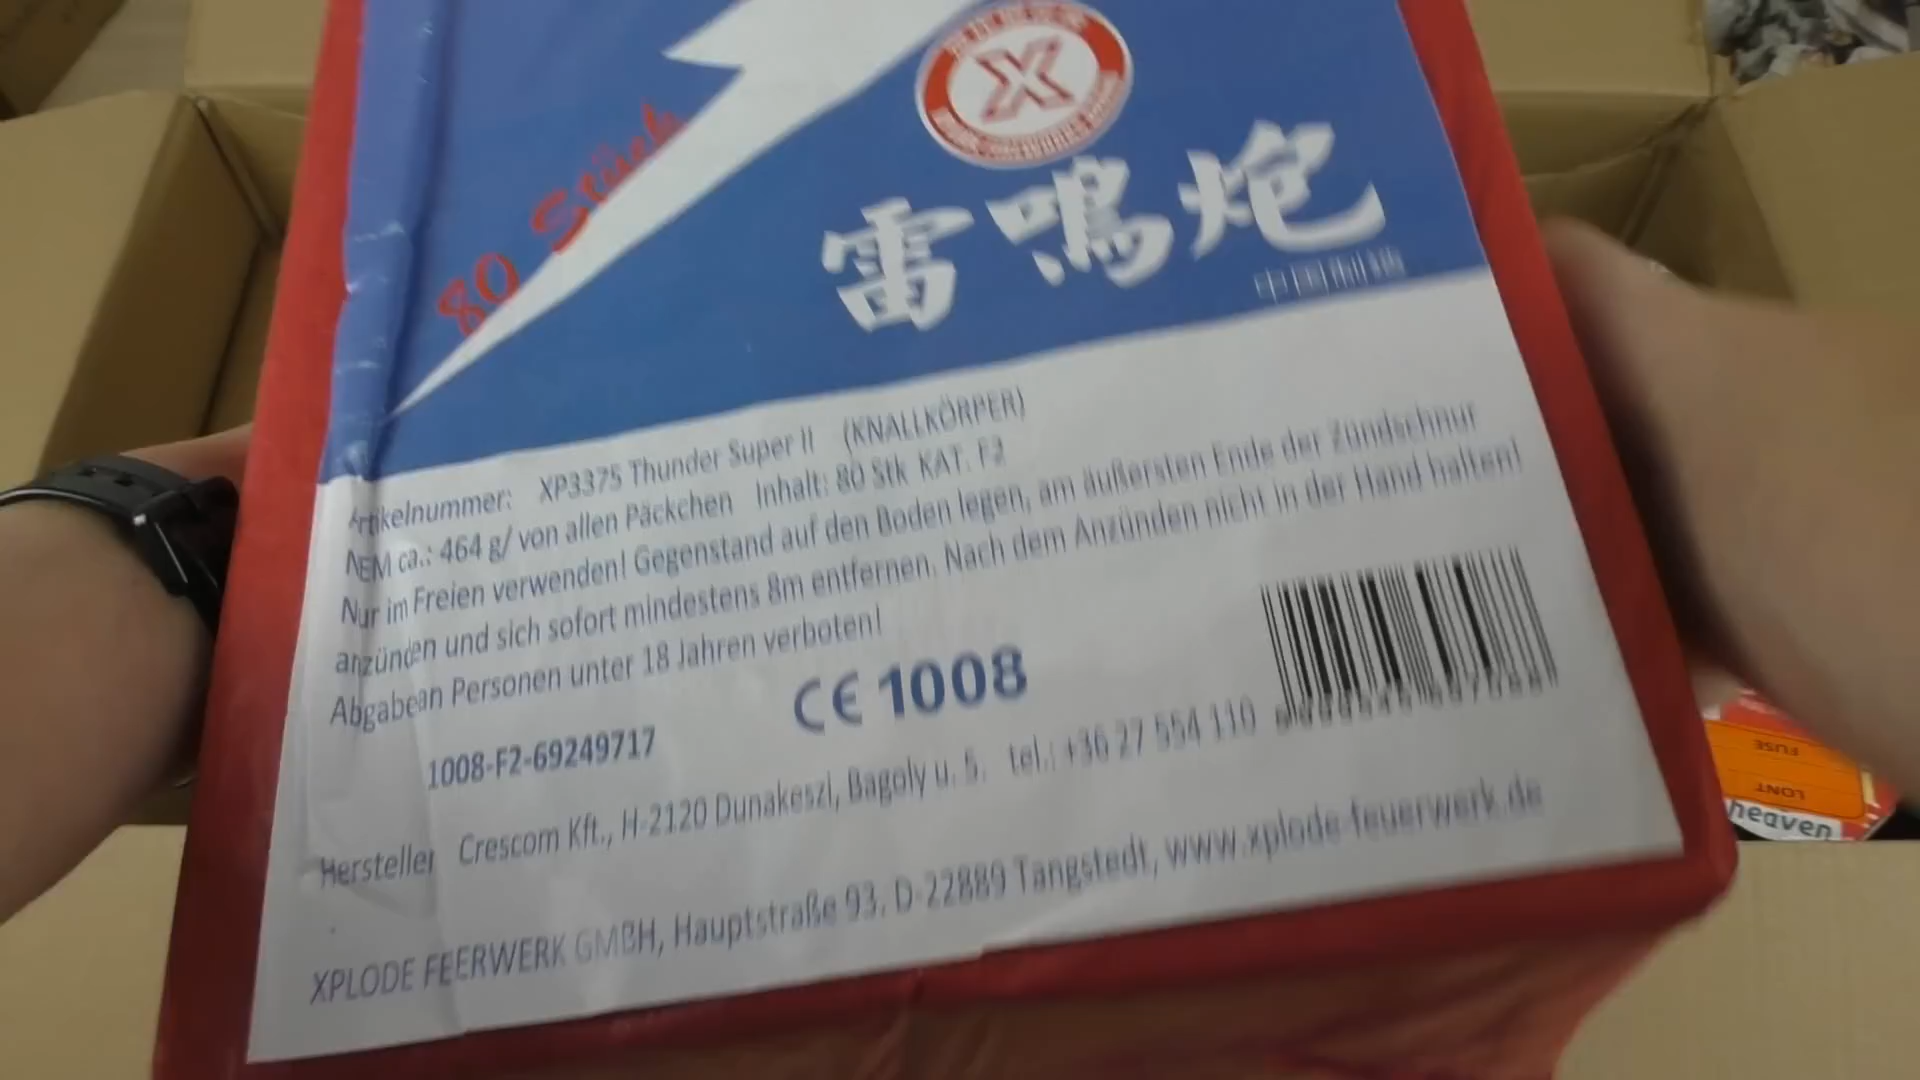 80 Stück
X
雷鳴炮
中国制造
Artikelnummer: XP3375 Thunder Super II (KNALLKÖRPER)
NEM ca.: 464 g/ von allen Päckchen Inhalt: 80 Stk KAT. F2
Nur im Freien verwenden! Gegenstand auf den Boden legen, am äußersten Ende der Zündschnur
anzünden und sich sofort mindestens 8m entfernen. Nach dem Anzünden nicht in der Hand halten!
Abgabe an Personen unter 18 Jahren verboten!
CE 1008
1008-F2-69249717
Hersteller Crescom Kft., H-2120 Dunakeszi, Bagoly u. 5. tel.: +36 27 554 110
XPLODE FEERWERK GMBH, Hauptstraße 93, D-22889 Tangstedt, www.xplode-feuerwerk.de
FUSE
LONT
heaven